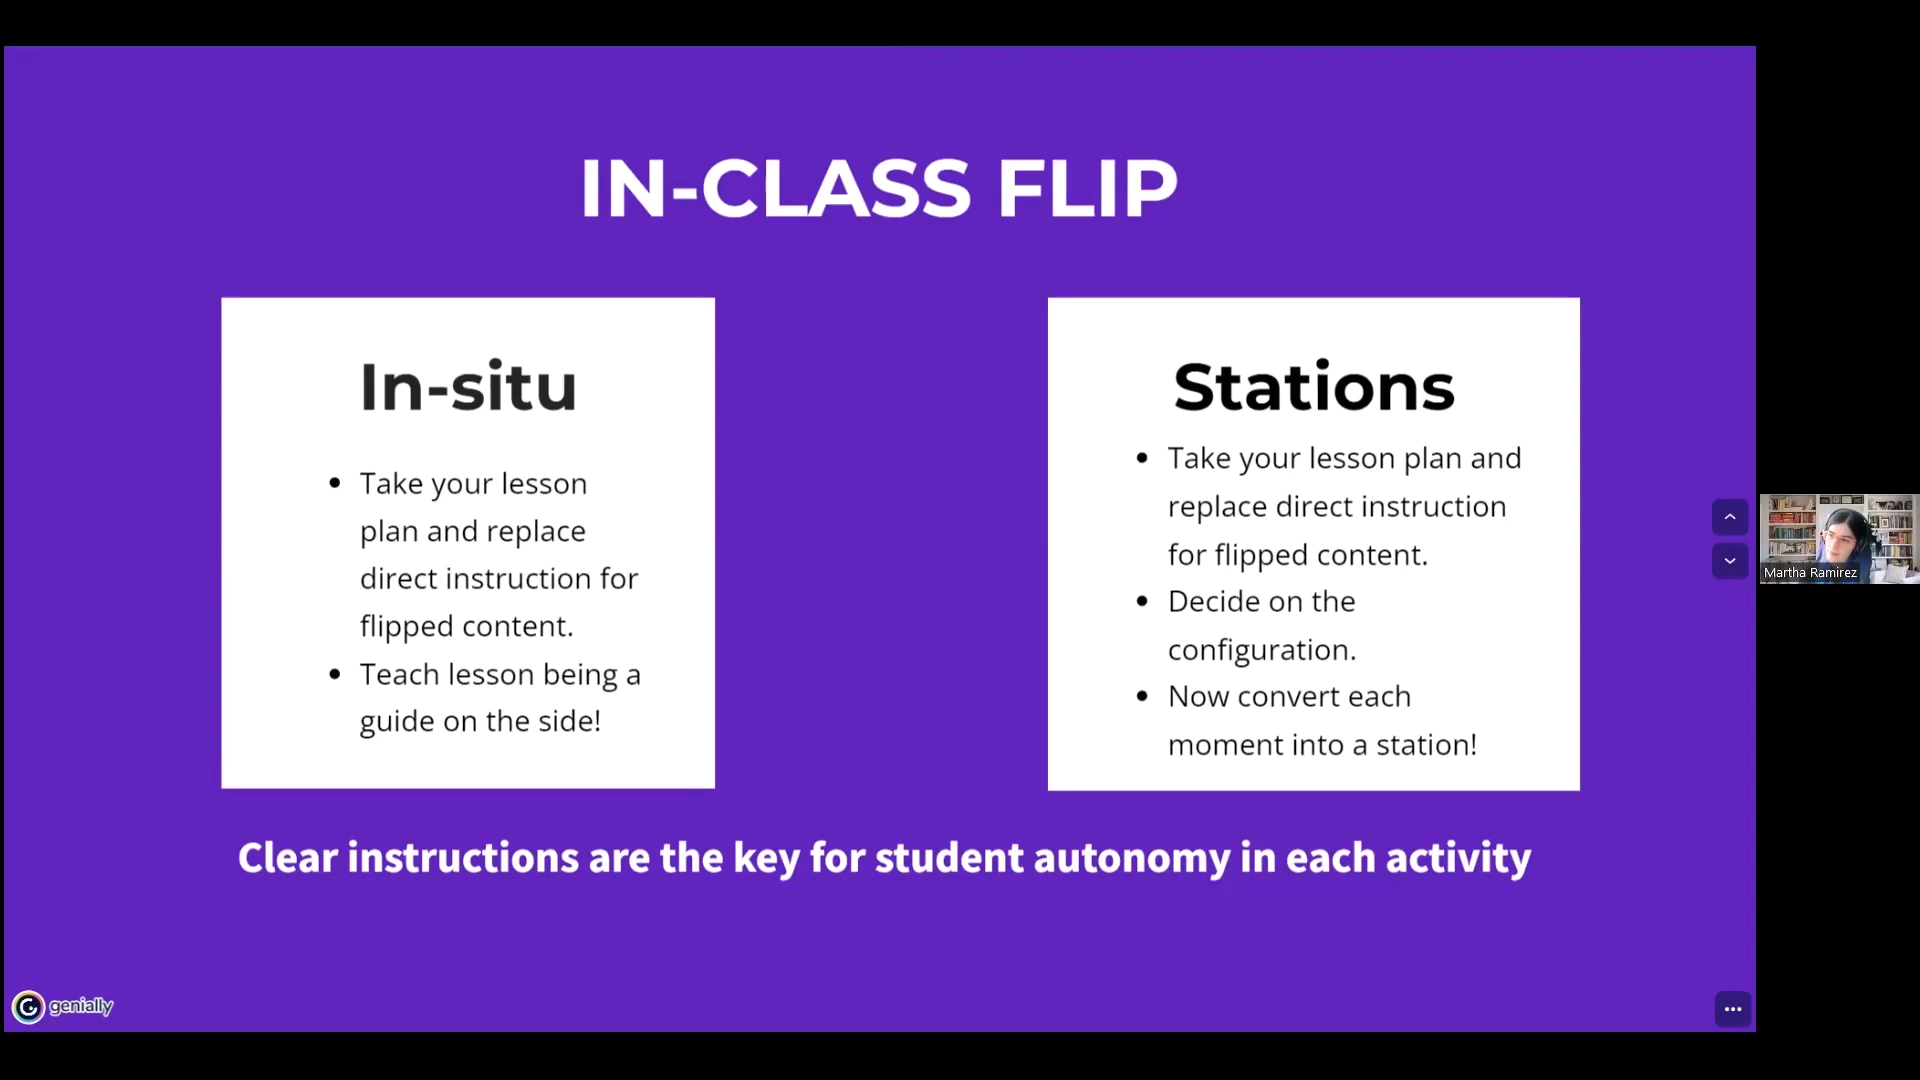 IN-CLASS FLIP
In-situ
Take your lesson
plan and replace
direct instruction for
flipped content.
Teach lesson being a
guide on the side!
Stations
Take your lesson plan and
replace direct instruction
for flipped content.
Decide on the
configuration.
Now convert each
moment into a station!
Clear instructions are the key for student autonomy in each activity
genially
Martha Ramirez